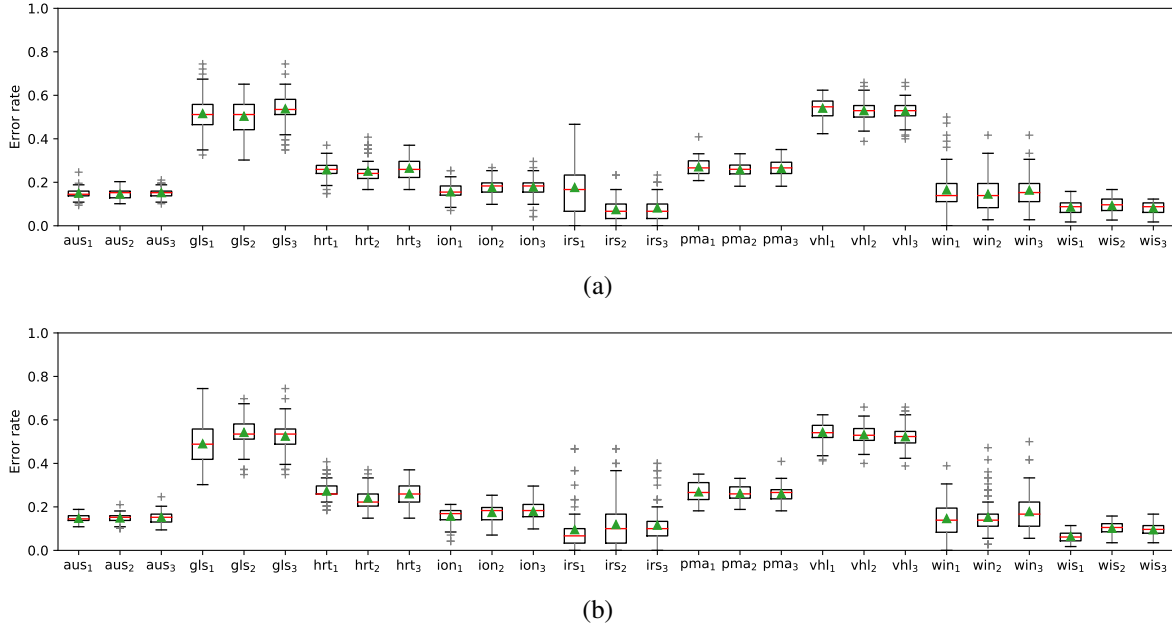 1.0
0.8
0.6
0.4
0.2
0.0
Error rate
aus₁ aus₂ aus₃ gls₁ gls₂ gls₃ hrt₁ hrt₂ hrt₃ ion₁ ion₂ ion₃ irs₁ irs₂ irs₃ pma₁ pma₂ pma₃ vhl₁ vhl₂ vhl₃ win₁ win₂ win₃ wis₁ wis₂ wis₃
(a)
1.0
0.8
0.6
0.4
0.2
0.0
Error rate
aus₁ aus₂ aus₃ gls₁ gls₂ gls₃ hrt₁ hrt₂ hrt₃ ion₁ ion₂ ion₃ irs₁ irs₂ irs₃ pma₁ pma₂ pma₃ vhl₁ vhl₂ vhl₃ win₁ win₂ win₃ wis₁ wis₂ wis₃
(b)